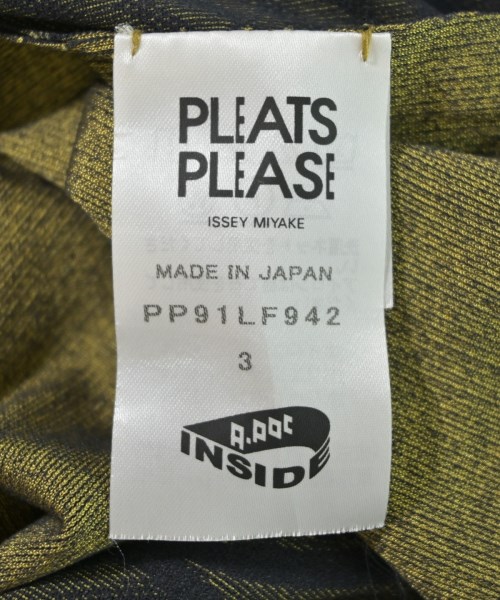 PLEATS
PLEASE
ISSEY MIYAKE
MADE IN JAPAN
PP91LF942
3
A.POC
INSIDE